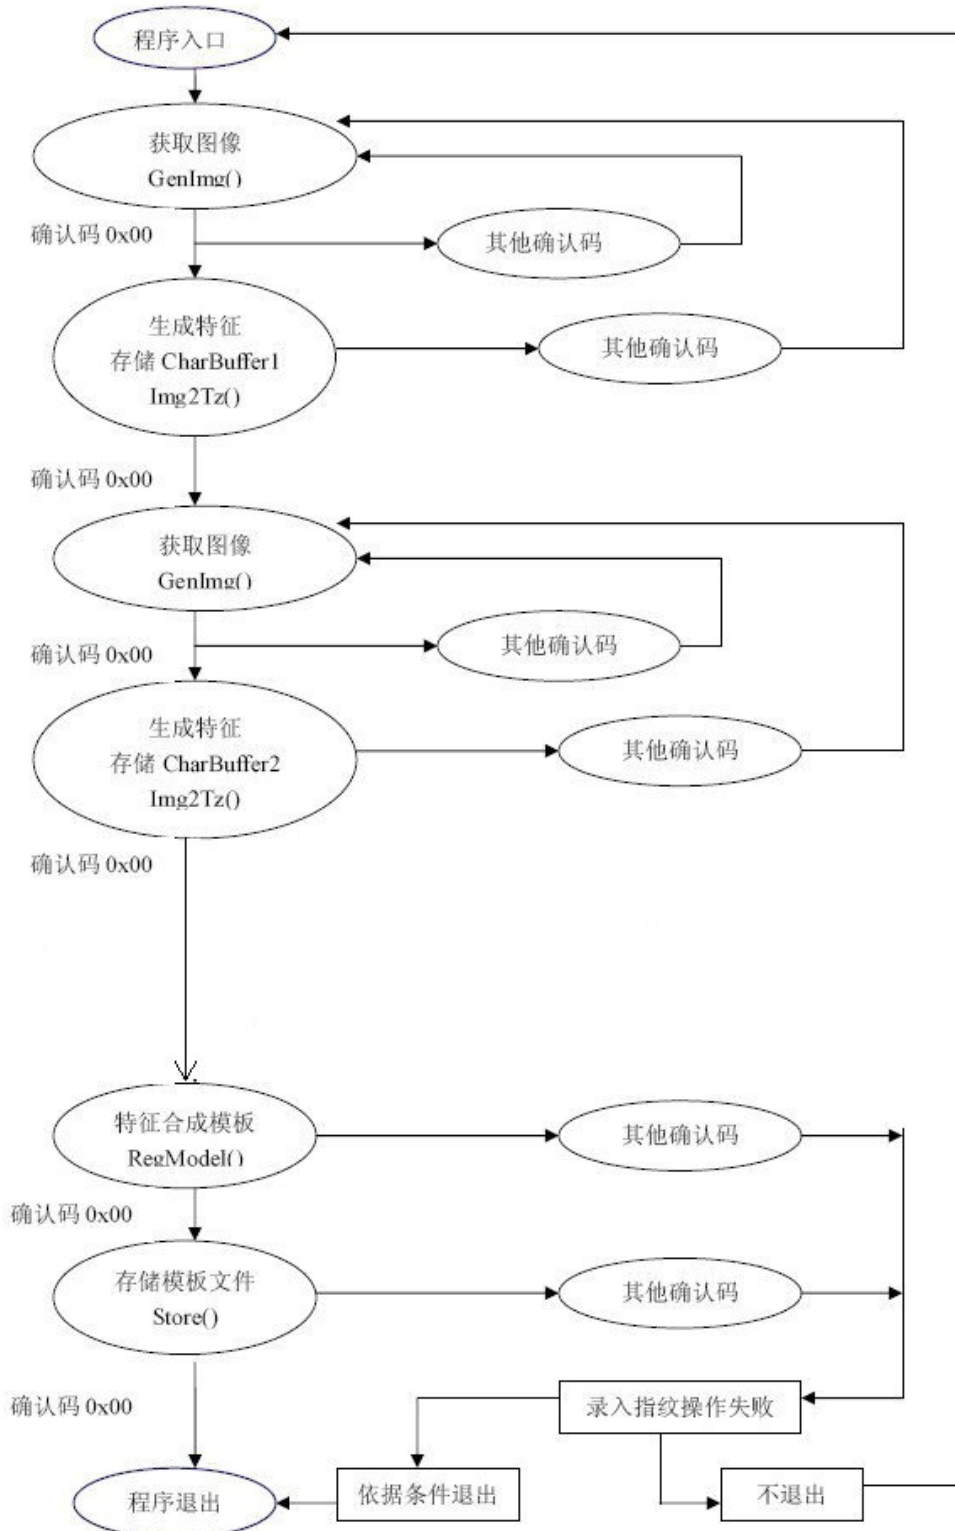 程序入口
获取图像
GenImg()
确认码 0x00
其他确认码
生成特征
存储 CharBuffer1
Img2Tz()
其他确认码
确认码 0x00
获取图像
GenImg()
确认码 0x00
其他确认码
生成特征
存储 CharBuffer2
Img2Tz()
其他确认码
确认码 0x00
特征合成模板
RegModel()
其他确认码
确认码 0x00
存储模板文件
Store()
其他确认码
确认码 0x00
录入指纹操作失败
程序退出
依据条件退出
不退出